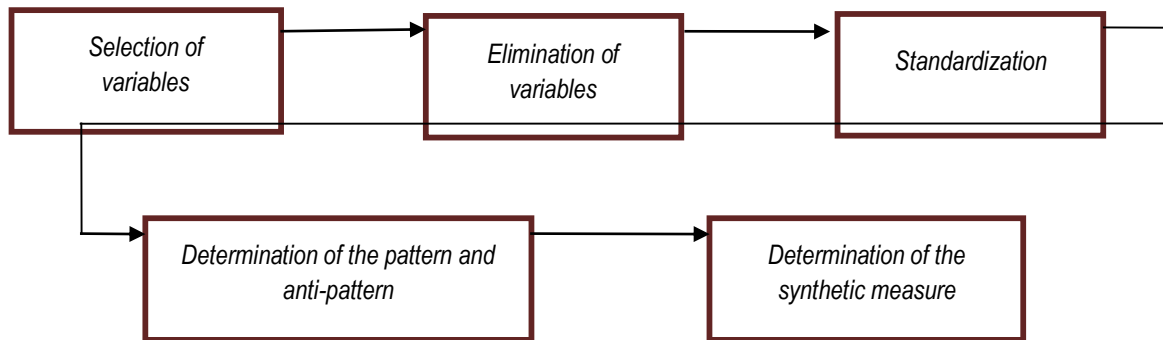 Selection of
variables
Elimination of
variables
Standardization
Determination of the pattern and
anti-pattern
Determination of the
synthetic measure